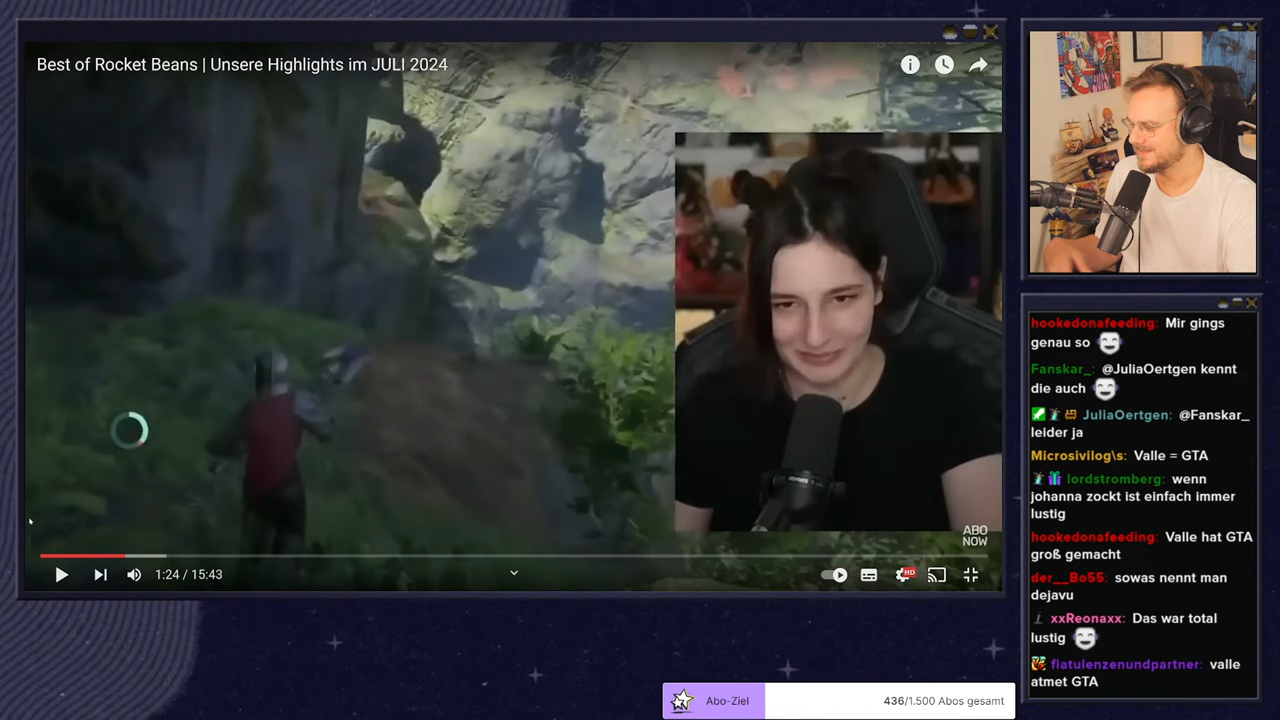 Best of Rocket Beans | Unsere Highlights im JULI 2024
ABO
NOW
1:24 / 15:43
HD
hookedonafeeding: Mir gings
genau so
Fanskar_: @JuliaOertgen kennt
die auch
JuliaOertgen: @Fanskar_
leider ja
Microsivilog\s: Valle = GTA
lordstromberg: wenn
johanna zockt ist einfach immer
lustig
hookedonafeeding: Valle hat GTA
groß gemacht
der__Bo55: sowas nennt man
dejavu
xxReonaxx: Das war total
lustig
flatulenzenundpartner: valle
atmet GTA
Abo-Ziel
436/1.500 Abos gesamt